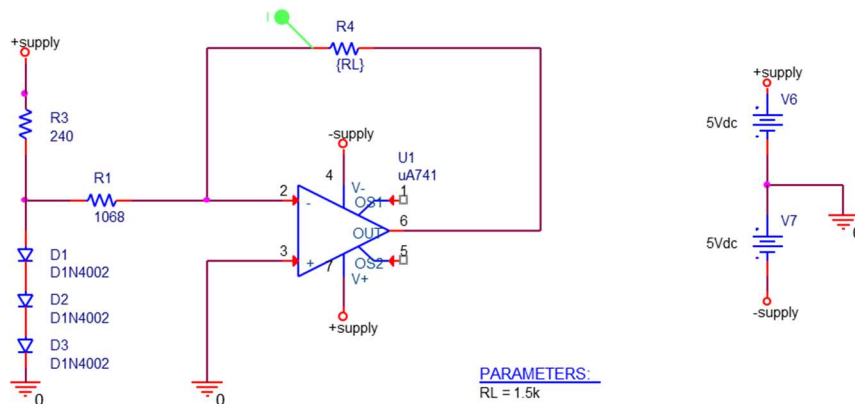 +supply
R3
240
R1
1068
D1
D1N4002
D2
D1N4002
D3
D1N4002
0
I
R4
{RL}
-supply
4
U1
uA741
2
-
V-
OS1
1
OUT
6
3
+
7
OS2
5
V+
+supply
0
PARAMETERS:
RL = 1.5k
+supply
V6
5Vdc
0
V7
5Vdc
-supply